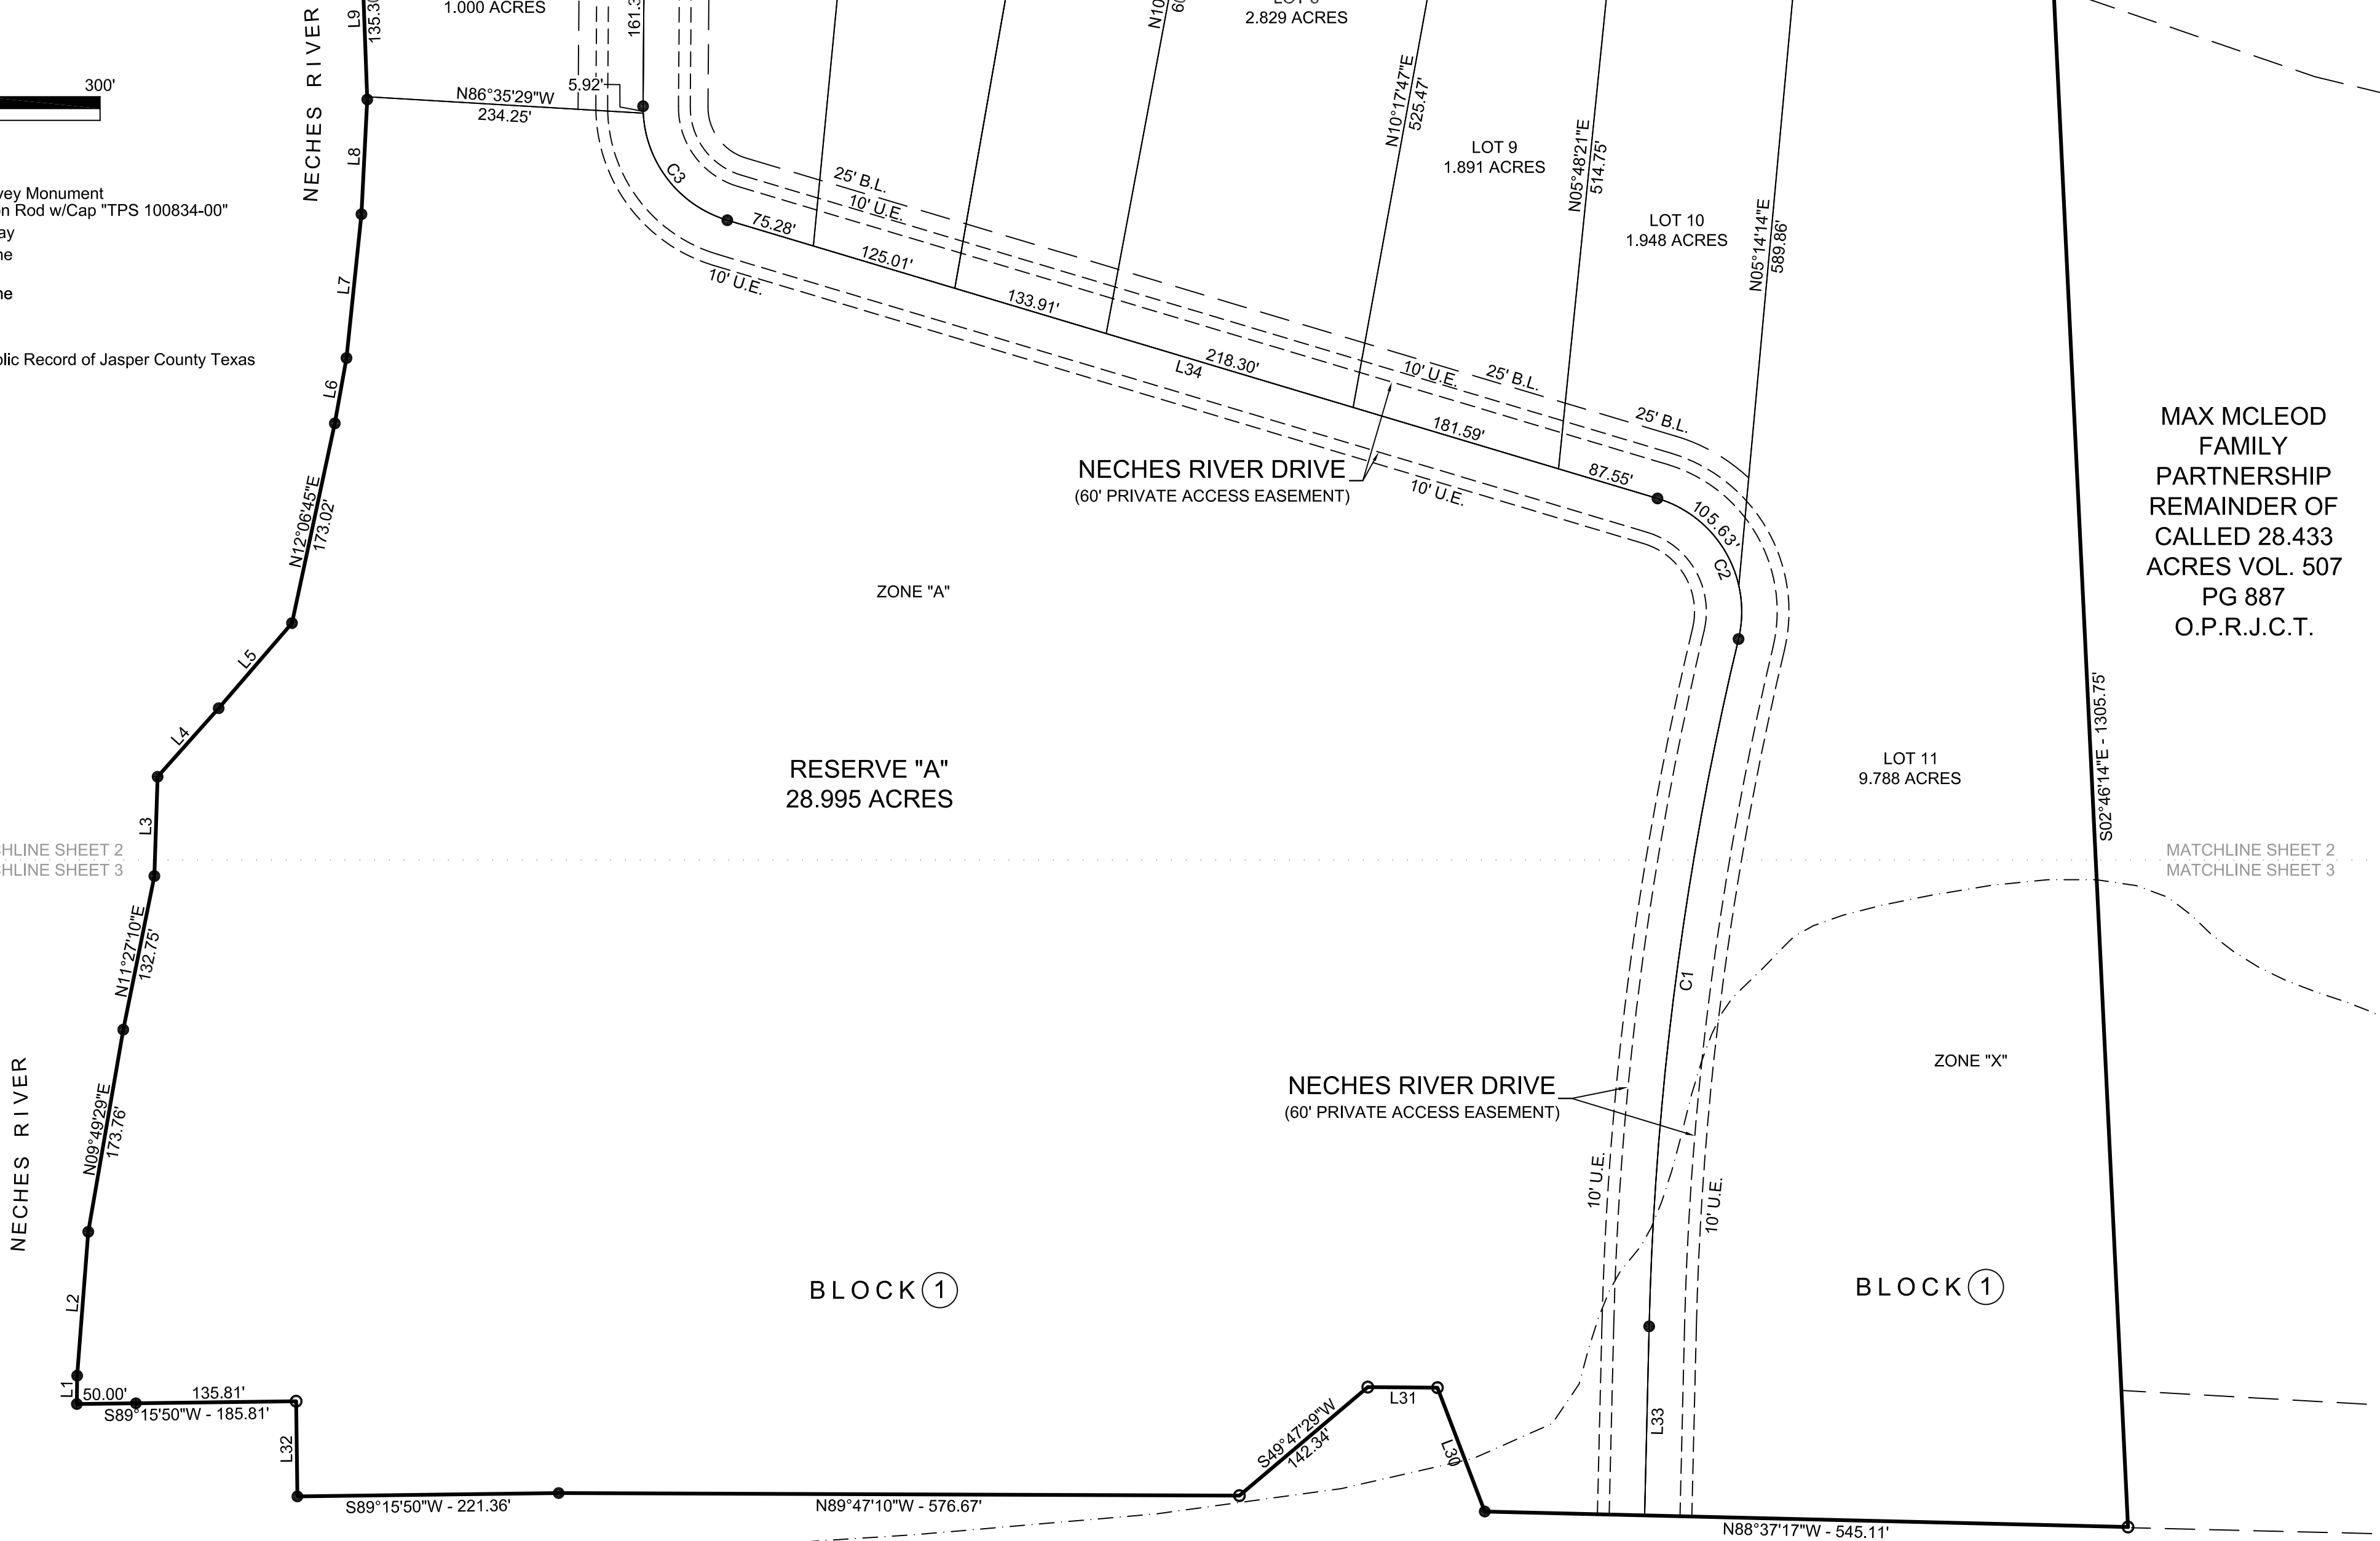 L9
135.30
1.000 ACRES
161.3
N10
60
2.829 ACRES
NECHES RIVER
300'
5.92'
N86°35'29"W
234.25'
N10°17'47"E
525.47'
LOT 9
1.891 ACRES
N05°48'21"E
514.75'
L8
C3
25' B.L.
10' U.E.
vey Monument
n Rod w/Cap "TPS 100834-00"
ay
ne
ne
LOT 10
1.948 ACRES
N05°14'14"E
589.86'
75.28'
125.01'
10' U.E.
L7
133.91'
blic Record of Jasper County Texas
218.30'
L34
10' U.E.
25' B.L.
L6
25' B.L.
181.59'
MAX MCLEOD
FAMILY
PARTNERSHIP
REMAINDER OF
CALLED 28.433
ACRES VOL. 507
PG 887
O.P.R.J.C.T.
NECHES RIVER DRIVE
(60' PRIVATE ACCESS EASEMENT)
87.55'
10' U.E.
105.63'
C2
N12°06'45"E
173.02'
ZONE "A"
L5
L4
RESERVE "A"
28.995 ACRES
LOT 11
9.788 ACRES
S02°46'14"E - 1305.75'
L3
CHLINE SHEET 2
CHLINE SHEET 3
MATCHLINE SHEET 2
MATCHLINE SHEET 3
N11°27'10"E
132.75'
C1
NECHES RIVER
N09°49'29"E
173.76'
NECHES RIVER DRIVE
(60' PRIVATE ACCESS EASEMENT)
ZONE "X"
10' U.E.
10' U.E.
L2
BLOCK 1
BLOCK 1
L1
50.00'
135.81'
S89°15'50"W - 185.81'
L31
L32
S49°47'29"W
142.34'
L30
L33
S89°15'50"W - 221.36'
N89°47'10"W - 576.67'
N88°37'17"W - 545.11'